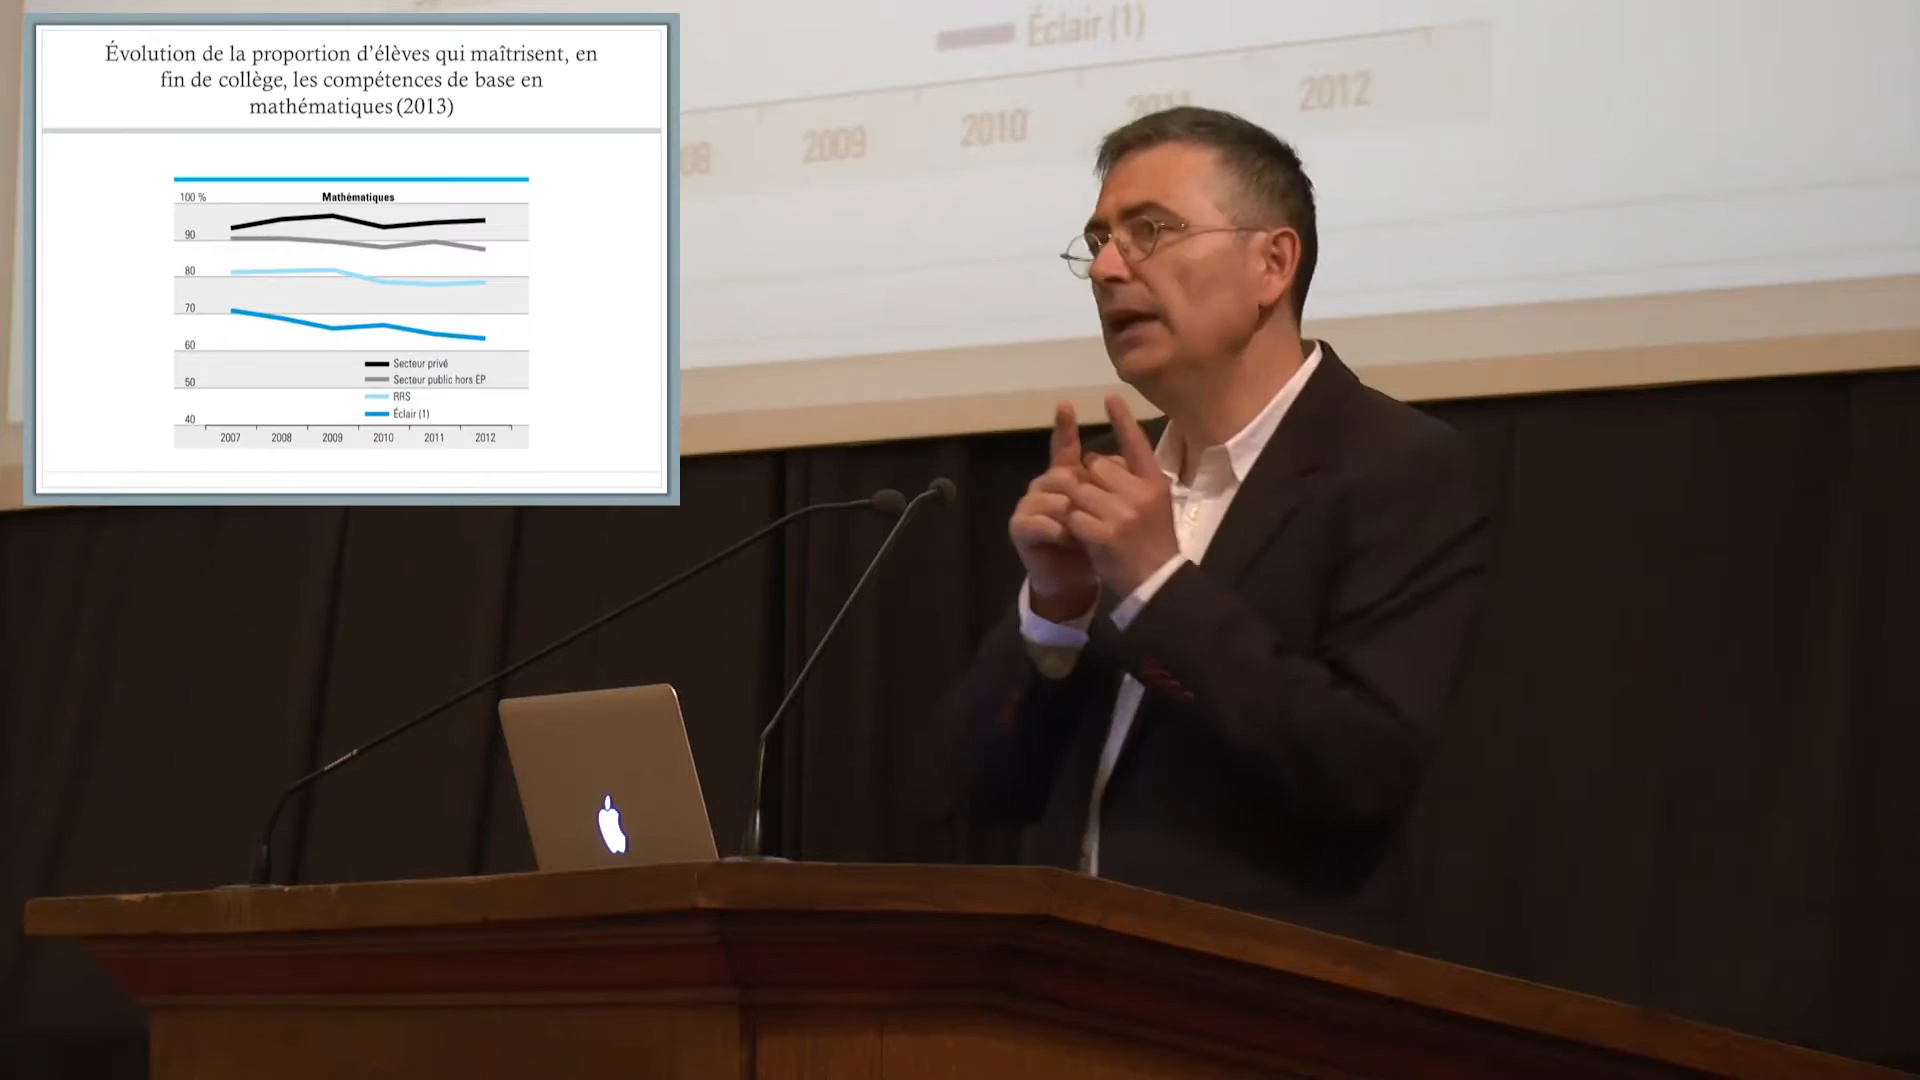 Évolution de la proportion d’élèves qui maîtrisent, en
fin de collège, les compétences de base en
mathématiques (2013)
100 %
Mathématiques
90
80
70
60
50
40
Secteur privé
Secteur public hors EP
RRS
Éclair (1)
2007 2008 2009 2010 2011 2012
Éclair (1)
08 2009 2010 2011 2012